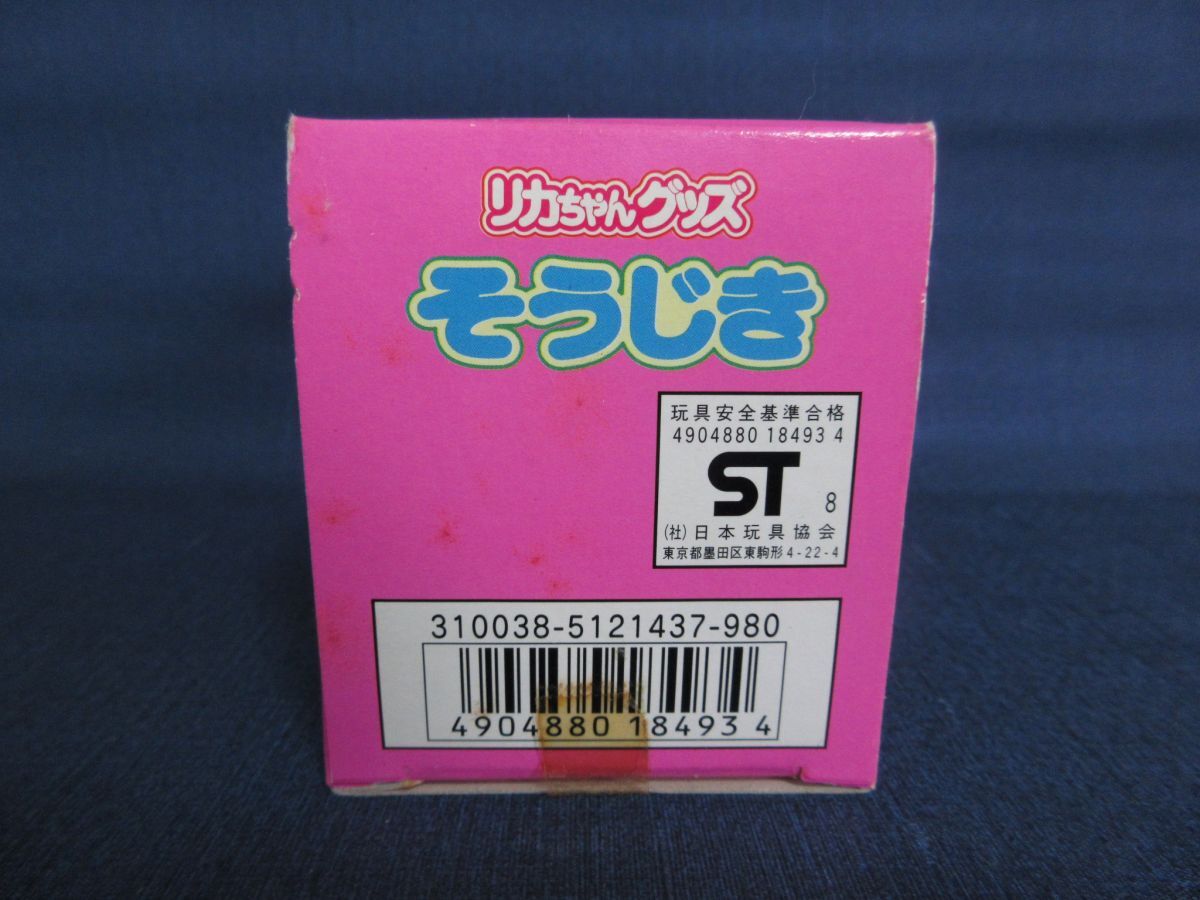 リカちゃんグッズ
そうじき
玩具安全基準合格
4904880 18493 4
ST 8
(社)日本玩具協会
東京都墨田区東駒形4-22-4
310038-5121437-980
4904880 18493 4